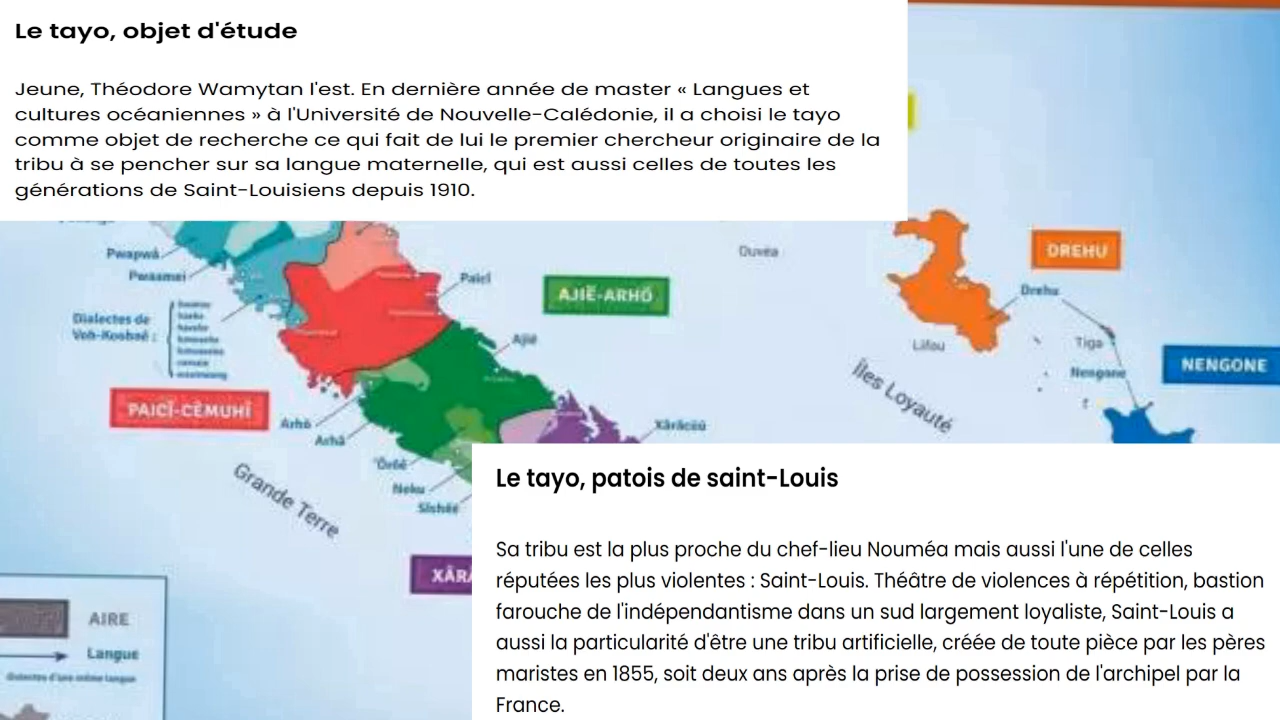 Le tayo, objet d'étude
Jeune, Théodore Wamytan l'est. En dernière année de master « Langues et
cultures océaniennes » à l'Université de Nouvelle-Calédonie, il a choisi le tayo
comme objet de recherche ce qui fait de lui le premier chercheur originaire de la
tribu à se pencher sur sa langue maternelle, qui est aussi celles de toutes les
générations de Saint-Louisiens depuis 1910.
Pwapwâ
Pwaamei
Dialectes de
Voh-Koohnê :
Paicî
AJIË-ARHÖ
Ouvéa
DREHU
Drehu
Tiga
Lifou
Nengone
NENGONE
Îles Loyauté
Ajië
PAICÎ-CÈMUHÎ
Arhö
Arhâ
Xârâcùù
'Ôrôê
Neku
Sîshëë
Grande Terre
XÂRÂ
AIRE
Langue
dialectes d'une même langue
Le tayo, patois de saint-Louis
Sa tribu est la plus proche du chef-lieu Nouméa mais aussi l'une de celles
réputées les plus violentes : Saint-Louis. Théâtre de violences à répétition, bastion
farouche de l'indépendantisme dans un sud largement loyaliste, Saint-Louis a
aussi la particularité d'être une tribu artificielle, créée de toute pièce par les pères
maristes en 1855, soit deux ans après la prise de possession de l'archipel par la
France.